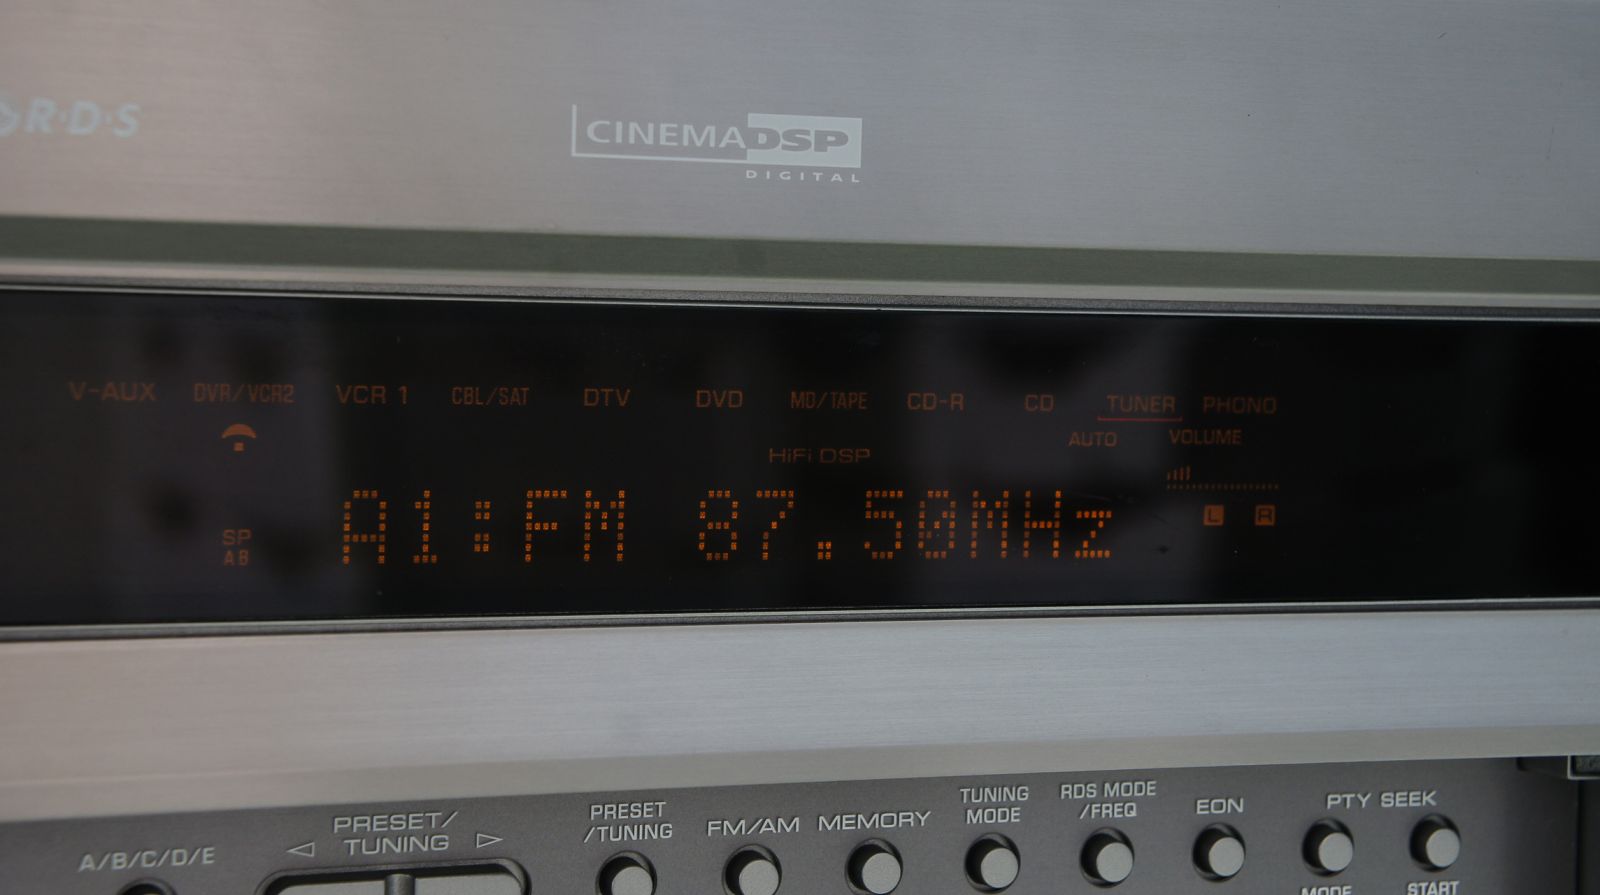 R·D·S
CINEMA DSP
DIGITAL
V-AUX DVR/VCR2 VCR 1 CBL/SAT DTV DVD MD/TAPE CD-R CD TUNER PHONO
AUTO VOLUME
HiFi DSP
A1:FM 87.50MHz
L R
SP
A B
A/B/C/D/E
PRESET/
TUNING
PRESET
/TUNING
FM/AM
MEMORY
TUNING
MODE
RDS MODE
/FREQ
EON
PTY SEEK
MODE
START